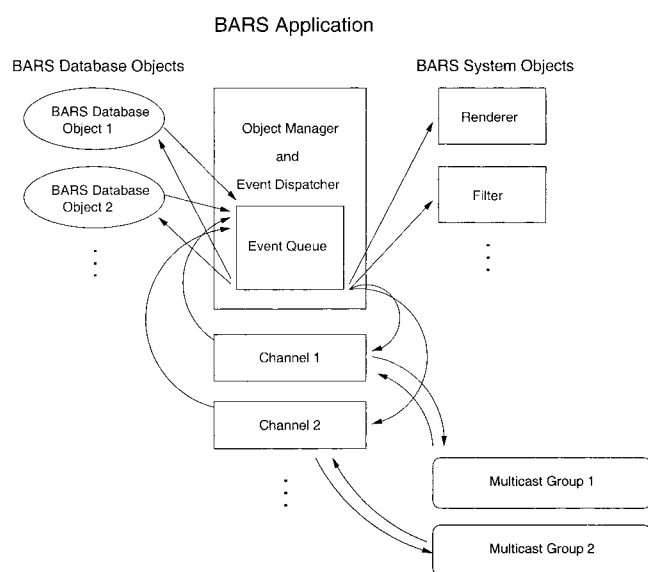 BARS Application
BARS Database Objects
BARS System Objects
BARS Database
Object 1
Object Manager
and
Event Dispatcher
Renderer
BARS Database
Object 2
Filter
Event Queue
Channel 1
Channel 2
Multicast Group 1
Multicast Group 2